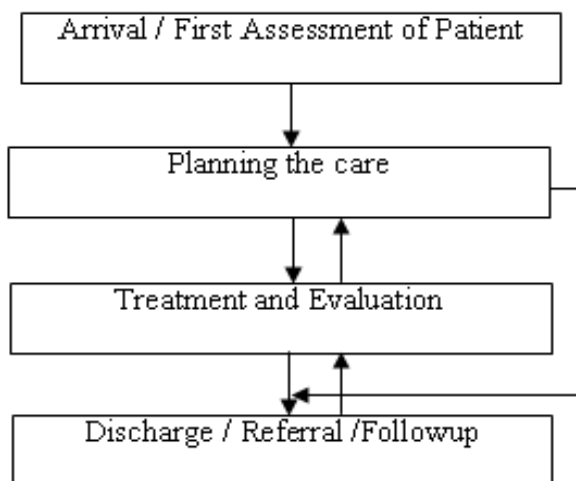 Arrival / First Assessment of Patient
Planning the care
Treatment and Evaluation
Discharge / Referral /Followup